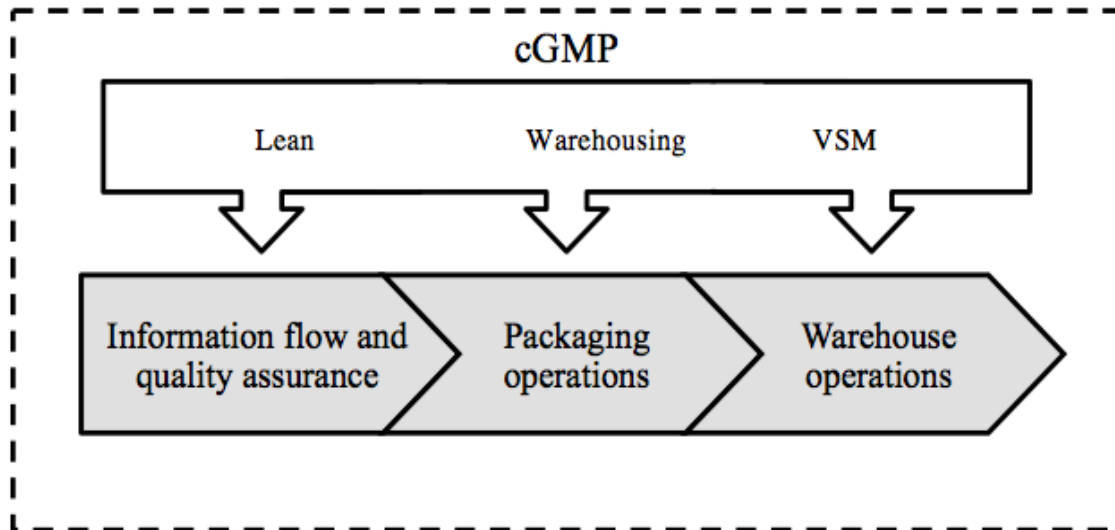 cGMP
Lean Warehousing VSM
Information flow and
quality assurance
Packaging
operations
Warehouse
operations